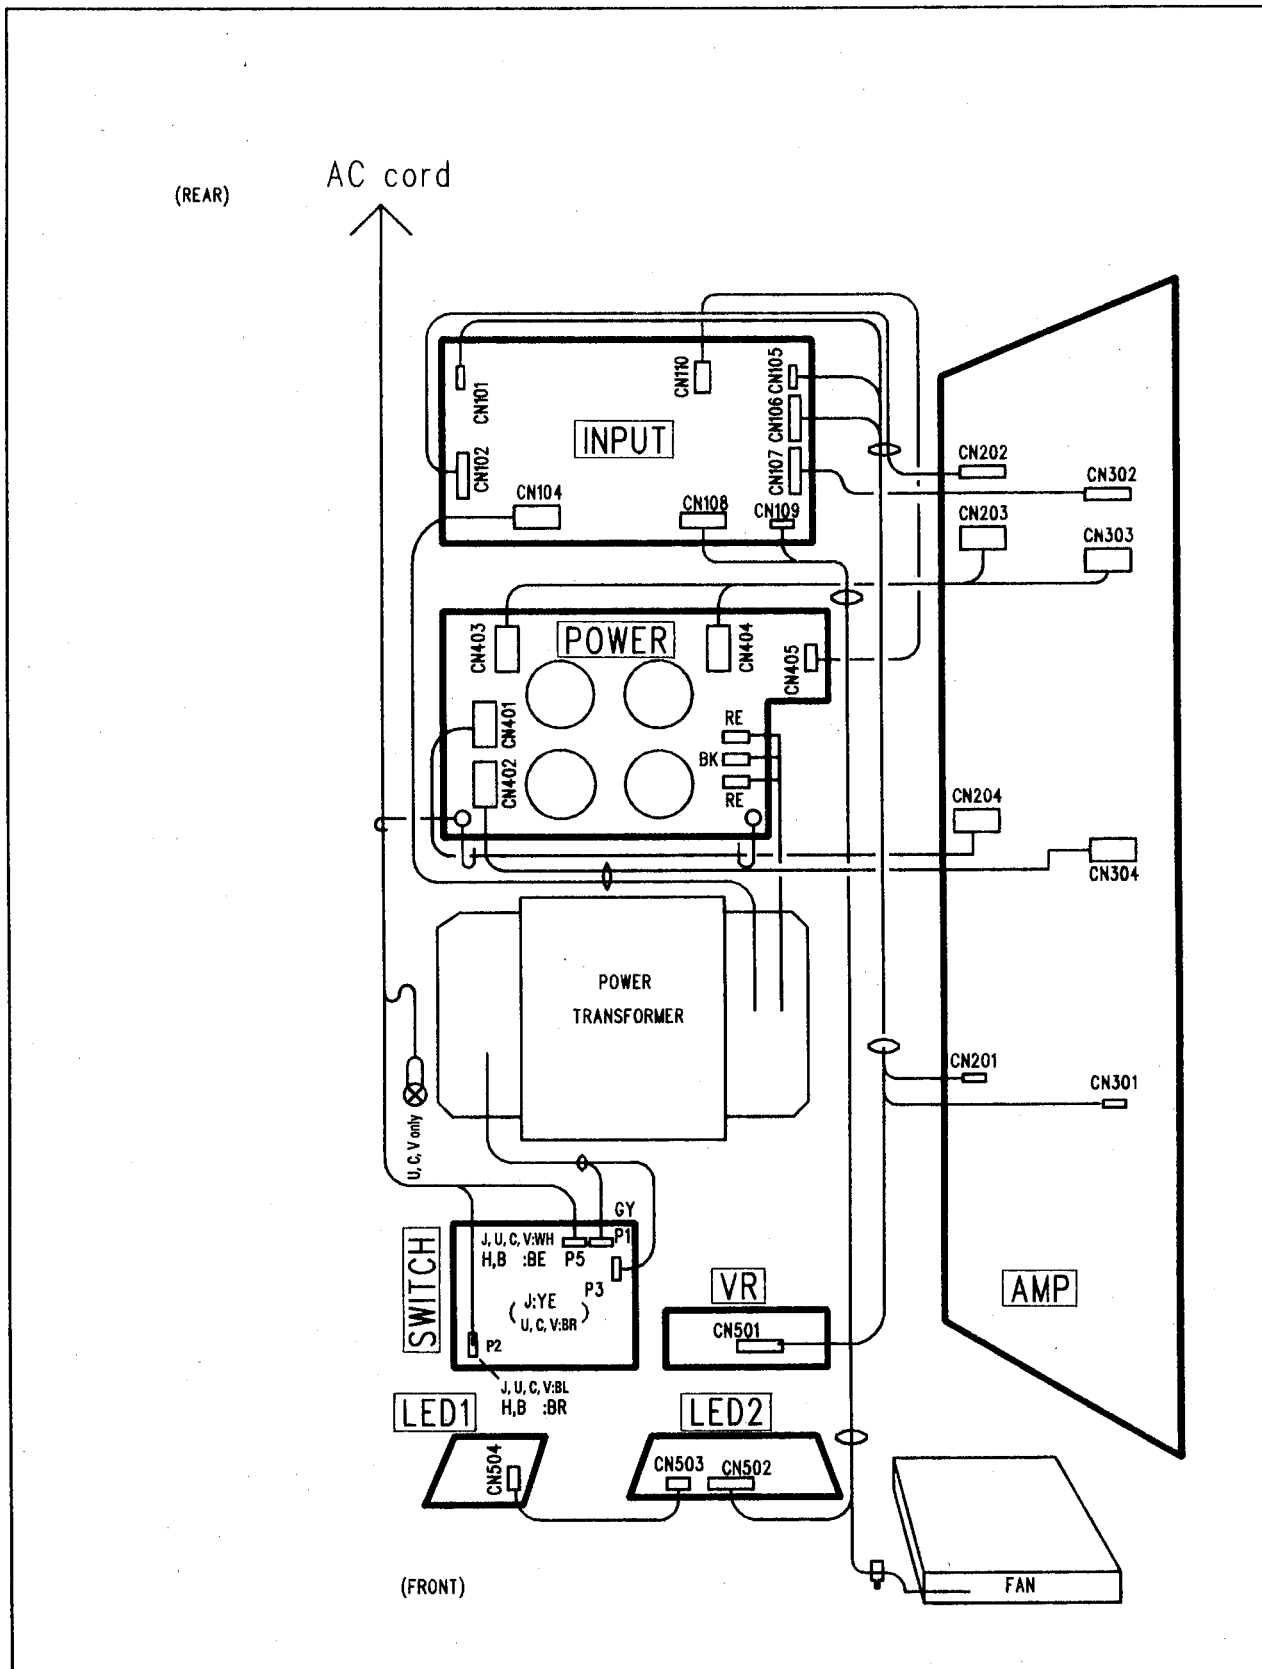 AC cord
(REAR)
CN101
CN110
CN105
CN106
INPUT
CN102
CN107
CN202
CN302
CN104
CN108
CN109
CN203
CN303
CN403
POWER
CN404
CN405
CN401
RE
BK
CN402
RE
CN204
CN304
POWER
TRANSFORMER
CN201
CN301
U, C, V only
GY
SWITCH
J, U, C, V:WH
P1
H,B :BE
P5
P3
VR
AMP
(J:YE
U, C, V:BR)
CN501
P2
J, U, C, V:BL
H,B :BR
LED1
LED2
CN504
CN503
CN502
(FRONT)
FAN